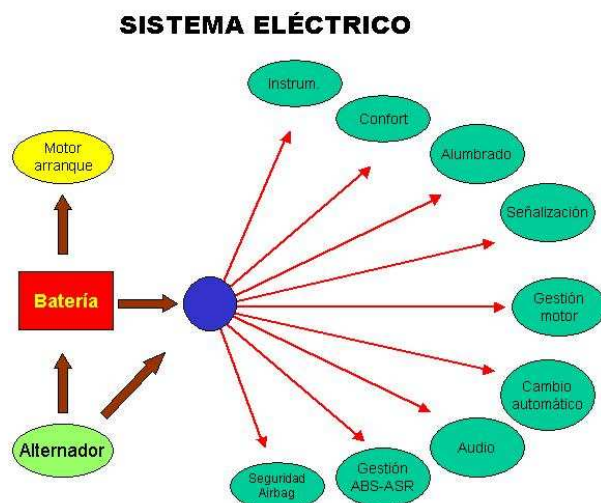 SISTEMA ELÉCTRICO
Instrum.
Confort
Motor
arranque
Alumbrado
Señalización
Batería
Gestión
motor
Cambio
automático
Alternador
Audio
Gestión
ABS-ASR
Seguridad
Airbag